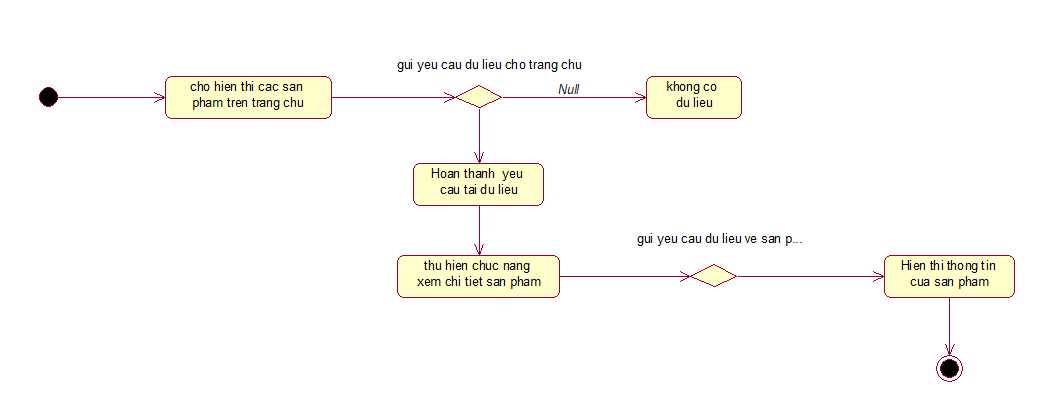 gui yeu cau du lieu cho trang chu
cho hien thi cac san
pham tren trang chu
Null
khong co
du lieu
Hoan thanh yeu
cau tai du lieu
gui yeu cau du lieu ve san p...
thu hien chuc nang
xem chi tiet san pham
Hien thi thong tin
cua san pham